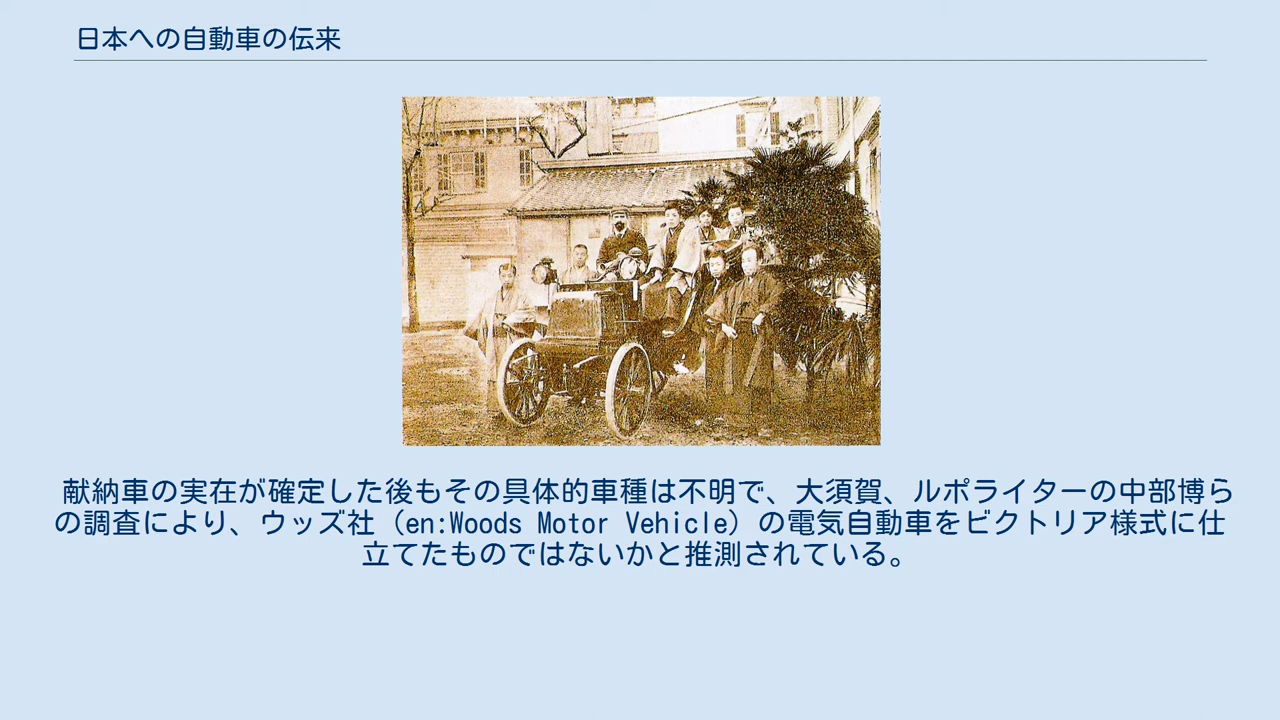 日本への自動車の伝来
献納車の実在が確定した後もその具体的車種は不明で、大須賀、ルポライターの中部博ら
の調査により、ウッズ社（en:Woods Motor Vehicle）の電気自動車をビクトリア様式に仕
立てたものではないかと推測されている。